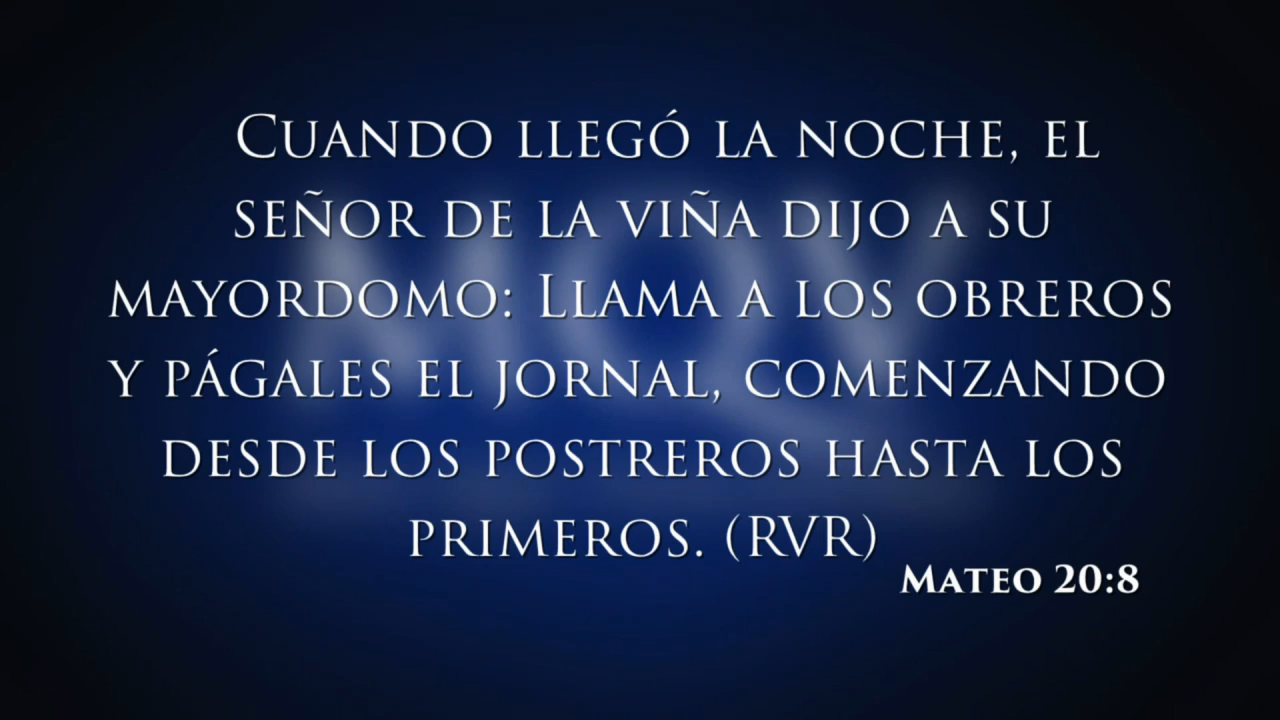 Cuando llegó la noche, el
señor de la viña dijo a su
mayordomo: Llama a los obreros
y págales el jornal, comenzando
desde los postreros hasta los
primeros. (RVR)
Mateo 20:8